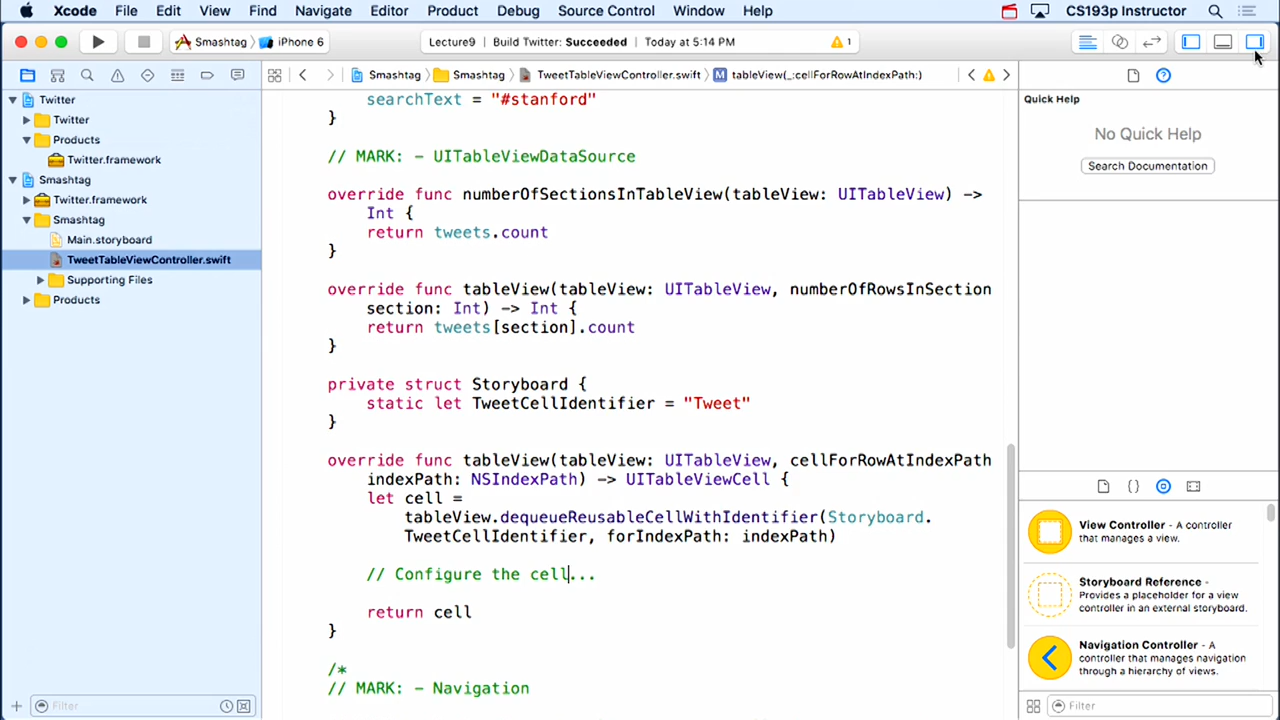 Xcode File Edit View Find Navigate Editor Product Debug Source Control Window Help CS193p Instructor
Smashtag iPhone 6 Lecture9 Build Twitter: Succeeded Today at 5:14 PM 1
Smashtag Smashtag TweetTableViewController.swift M tableView(_:cellForRowAtIndexPath:)
Twitter
Twitter
Products
Twitter.framework
Smashtag
Twitter.framework
Smashtag
Main.storyboard
TweetTableViewController.swift
Supporting Files
Products
Filter
searchText = "#stanford"
}
// MARK: - UITableViewDataSource
override func numberOfSectionsInTableView(tableView: UITableView) ->
Int {
return tweets.count
}
override func tableView(tableView: UITableView, numberOfRowsInSection
section: Int) -> Int {
return tweets[section].count
}
private struct Storyboard {
static let TweetCellIdentifier = "Tweet"
}
override func tableView(tableView: UITableView, cellForRowAtIndexPath
indexPath: NSIndexPath) -> UITableViewCell {
let cell =
tableView.dequeueReusableCellWithIdentifier(Storyboard.
TweetCellIdentifier, forIndexPath: indexPath)
// Configure the cell...
return cell
}
/*
// MARK: - Navigation
Quick Help
No Quick Help
Search Documentation
View Controller - A controller
that manages a view.
Storyboard Reference -
Provides a placeholder for a view
controller in an external storyboard.
Navigation Controller - A
controller that manages navigation
through a hierarchy of views.
Filter